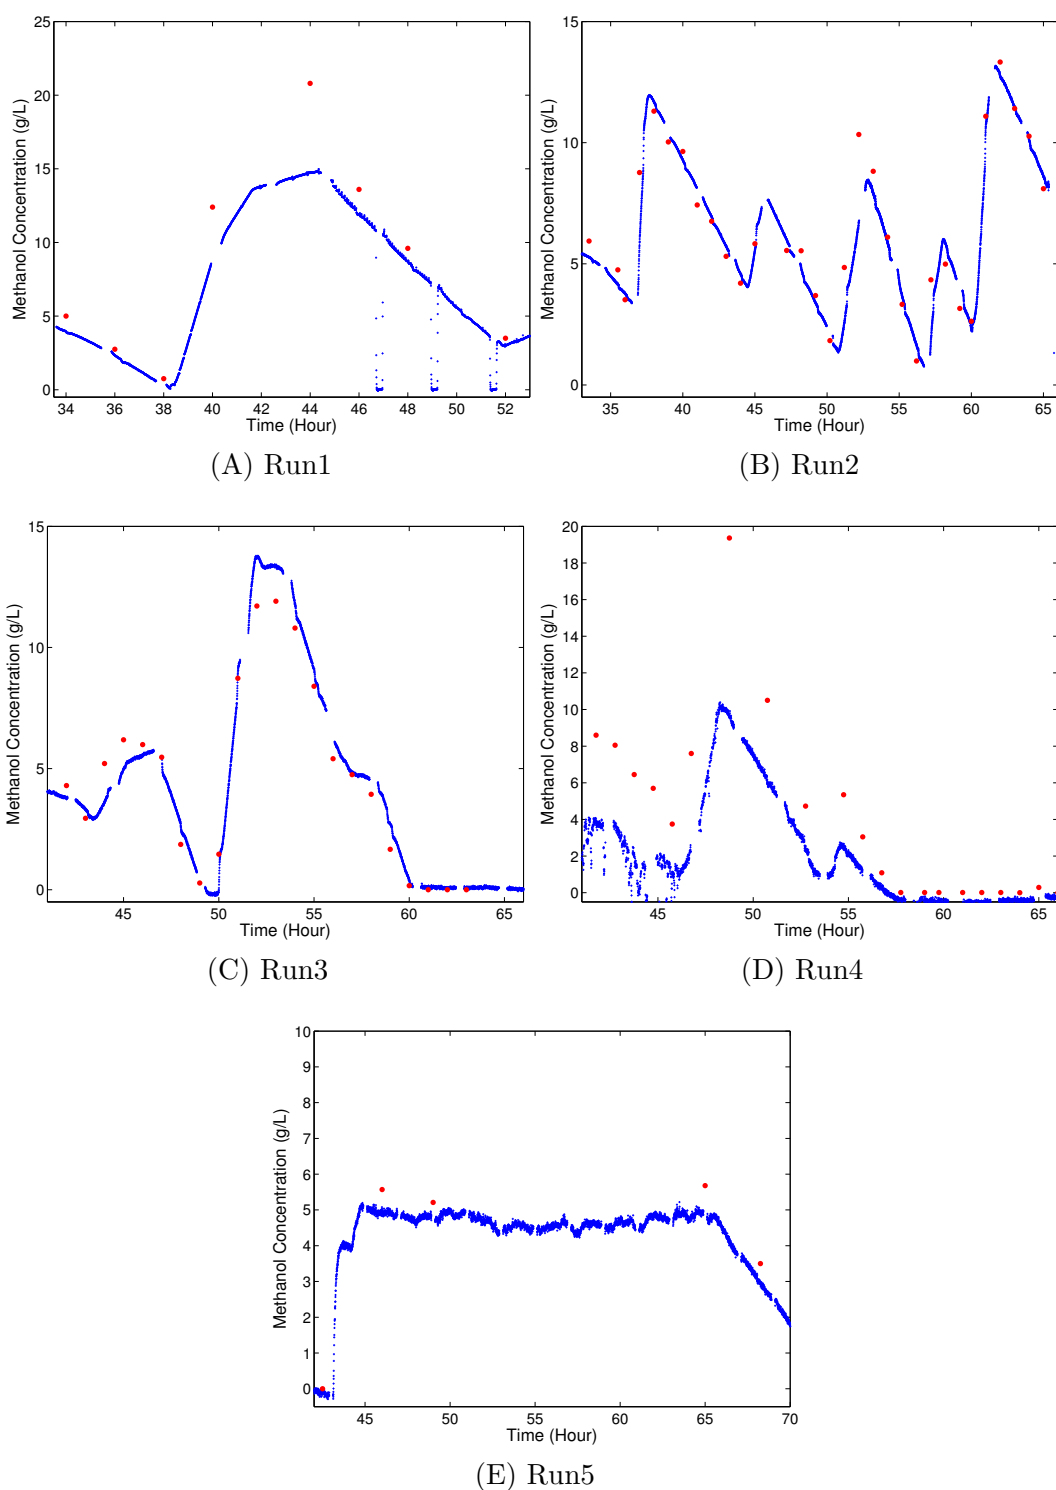 25
20
15
10
5
0
Methanol Concentration (g/L)
34 36 38 40 42 44 46 48 50 52
Time (Hour)
(A) Run1
15
10
5
0
Methanol Concentration (g/L)
35 40 45 50 55 60 65
Time (Hour)
(B) Run2
15
10
5
0
Methanol Concentration (g/L)
45 50 55 60 65
Time (Hour)
(C) Run3
20
18
16
14
12
10
8
6
4
2
0
Methanol Concentration (g/L)
45 50 55 60 65
Time (Hour)
(D) Run4
10
9
8
7
6
5
4
3
2
1
0
Methanol Concentration (g/L)
45 50 55 60 65 70
Time (Hour)
(E) Run5